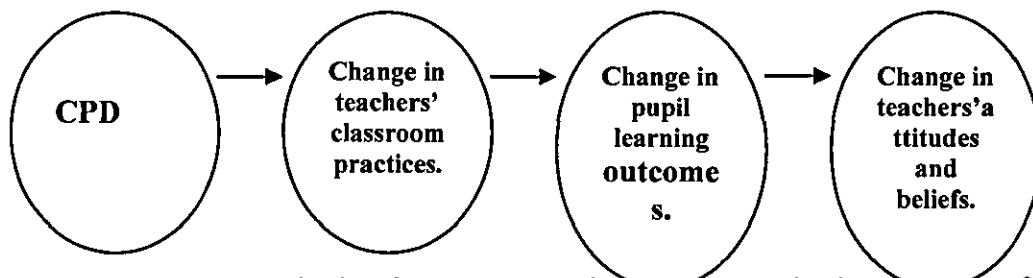 CPD
Change in
teachers'
classroom
practices.
Change in
pupil
learning
outcome
s.
Change in
teachers'a
ttitudes
and
beliefs.